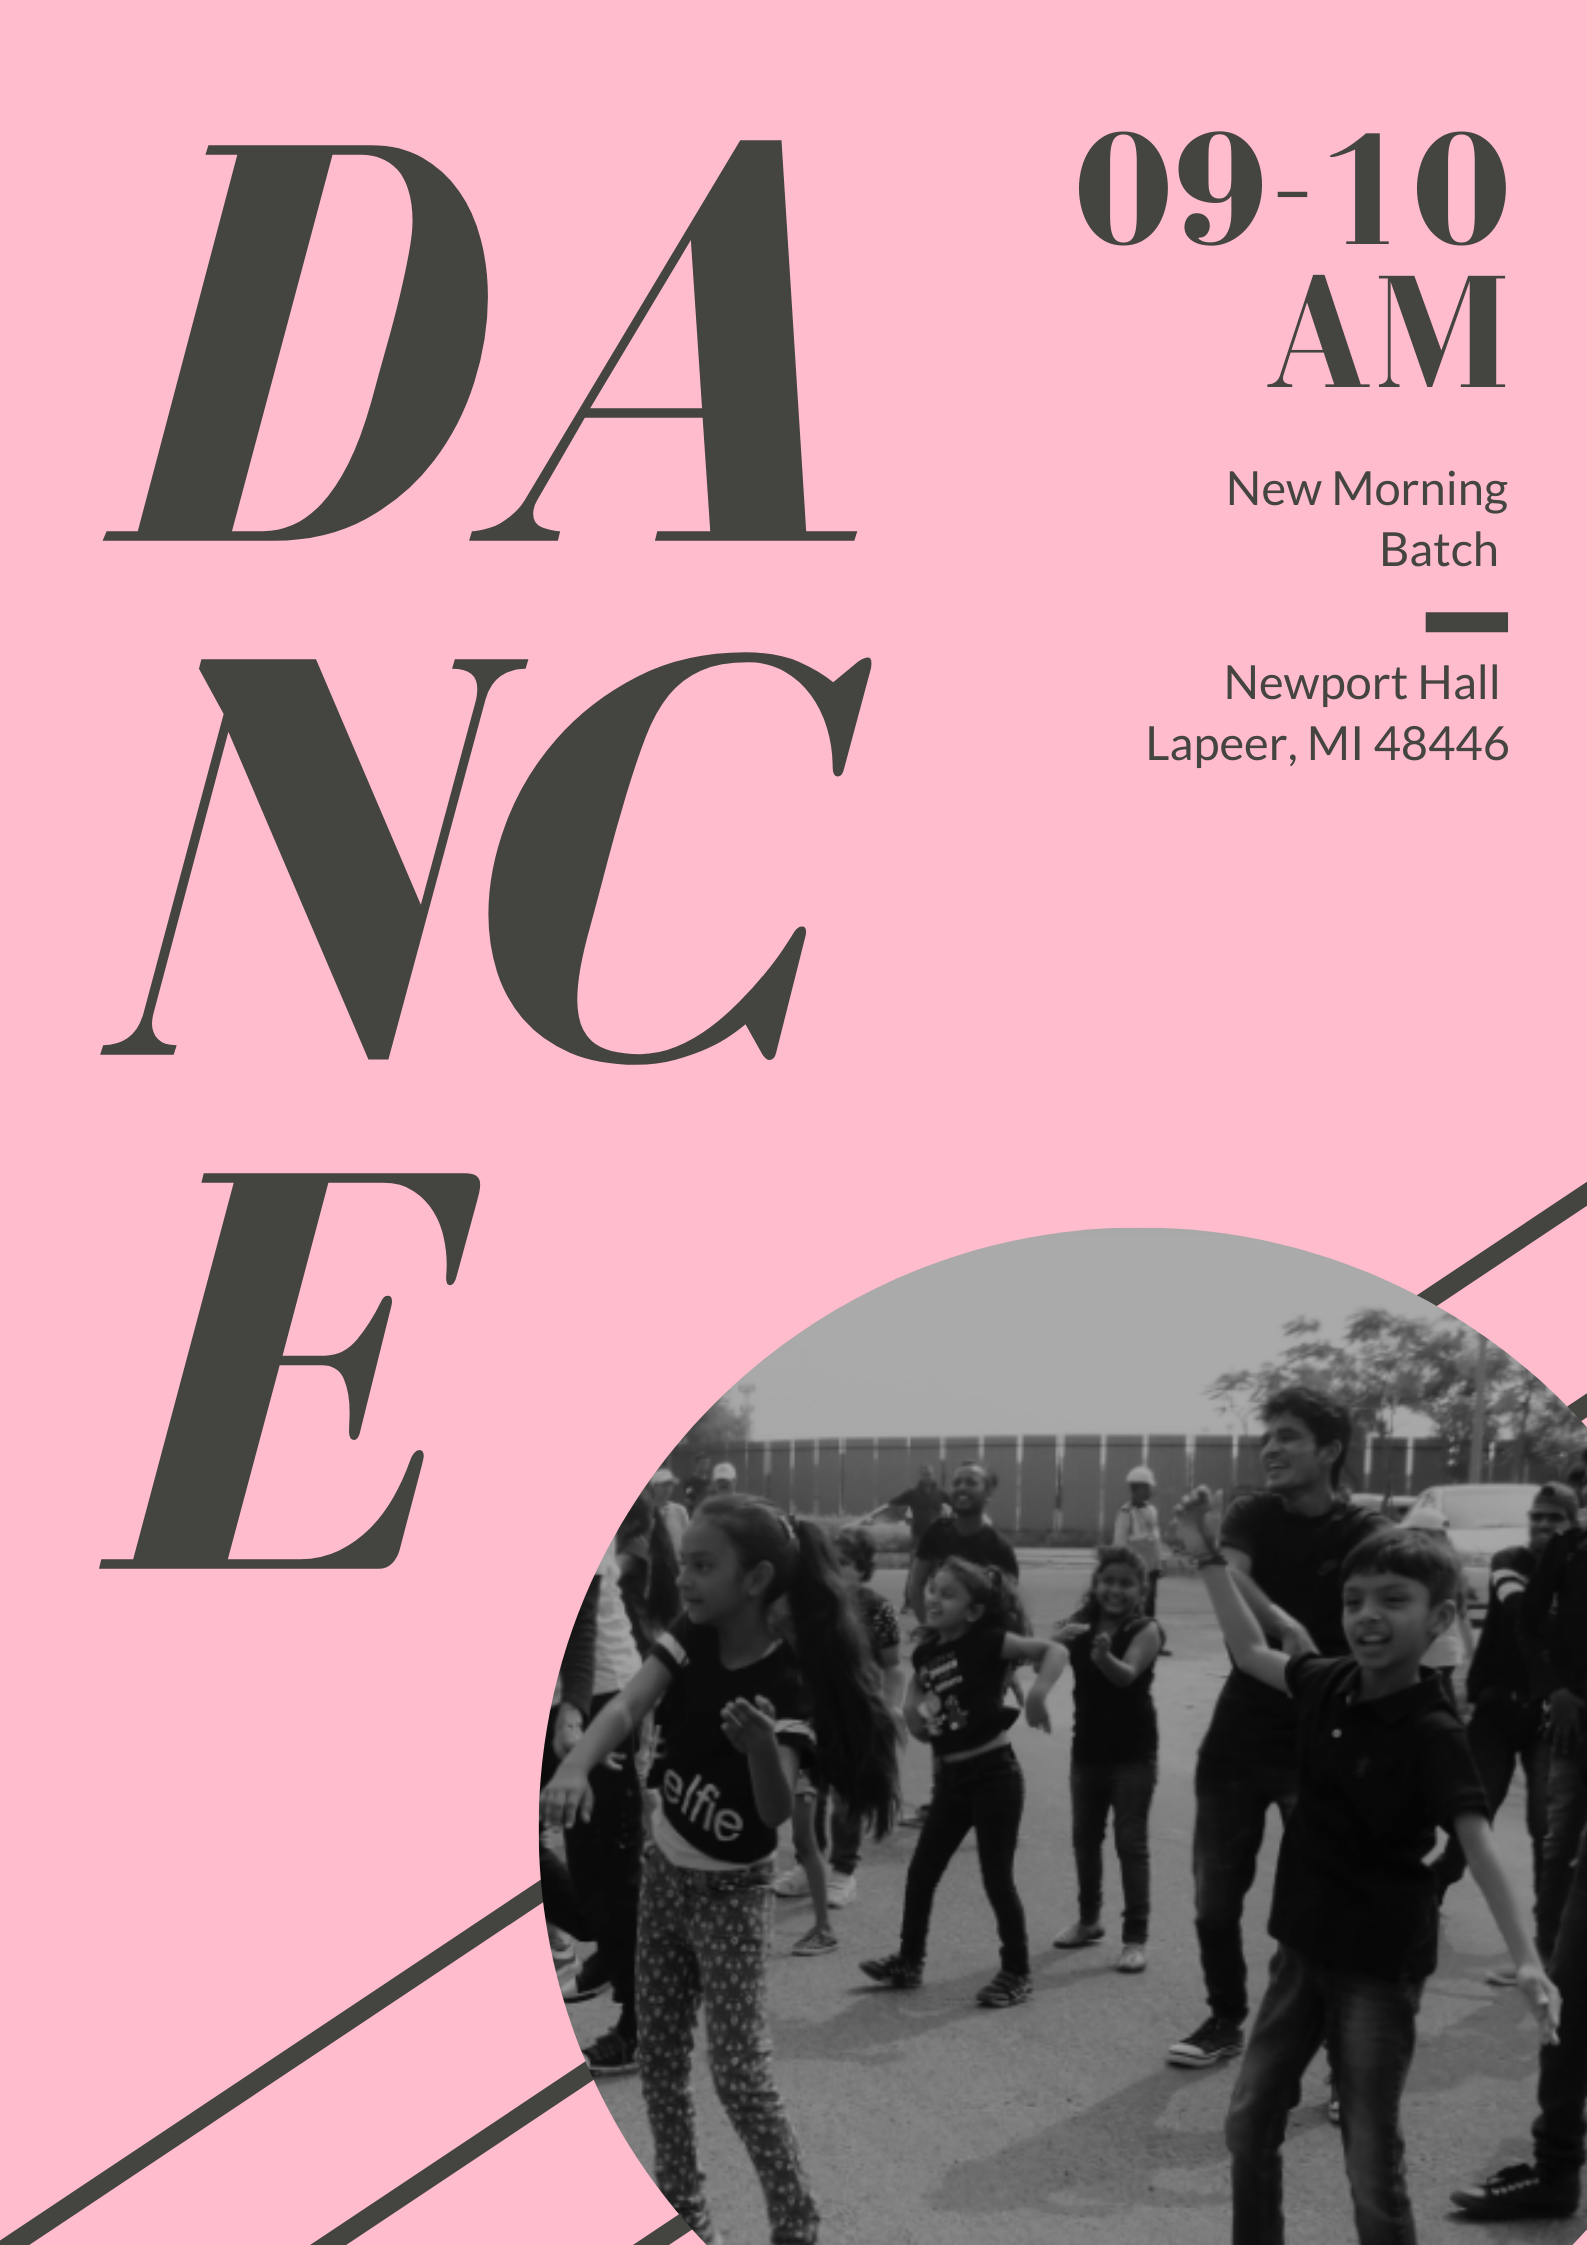 DA
NC
E
09-10
AM
New Morning
Batch
Newport Hall
Lapeer, MI 48446
elfie